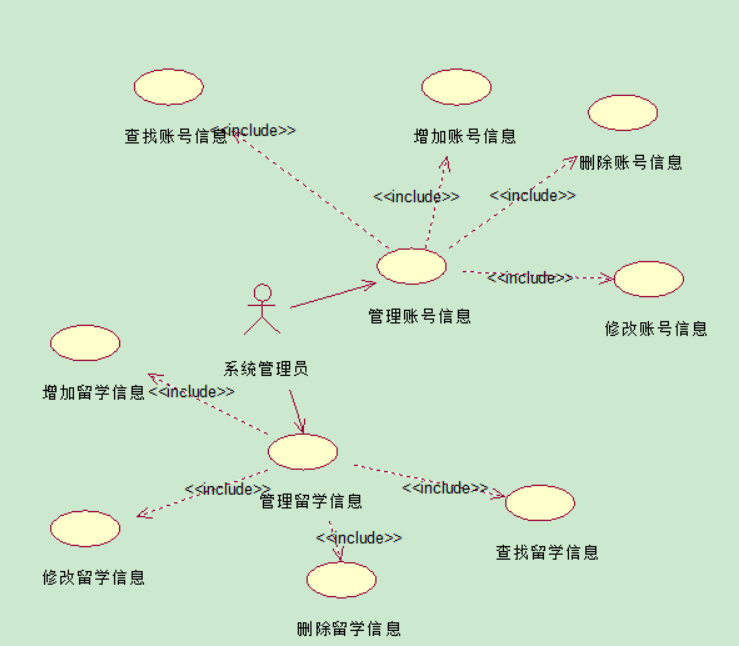 查找账号信息
<<include>>
增加账号信息
删除账号信息
<<include>>
<<include>>
<<include>>
管理账号信息
修改账号信息
系统管理员
增加留学信息
<<include>>
<<include>>
管理留学信息
<<include>>
<<include>>
查找留学信息
修改留学信息
删除留学信息